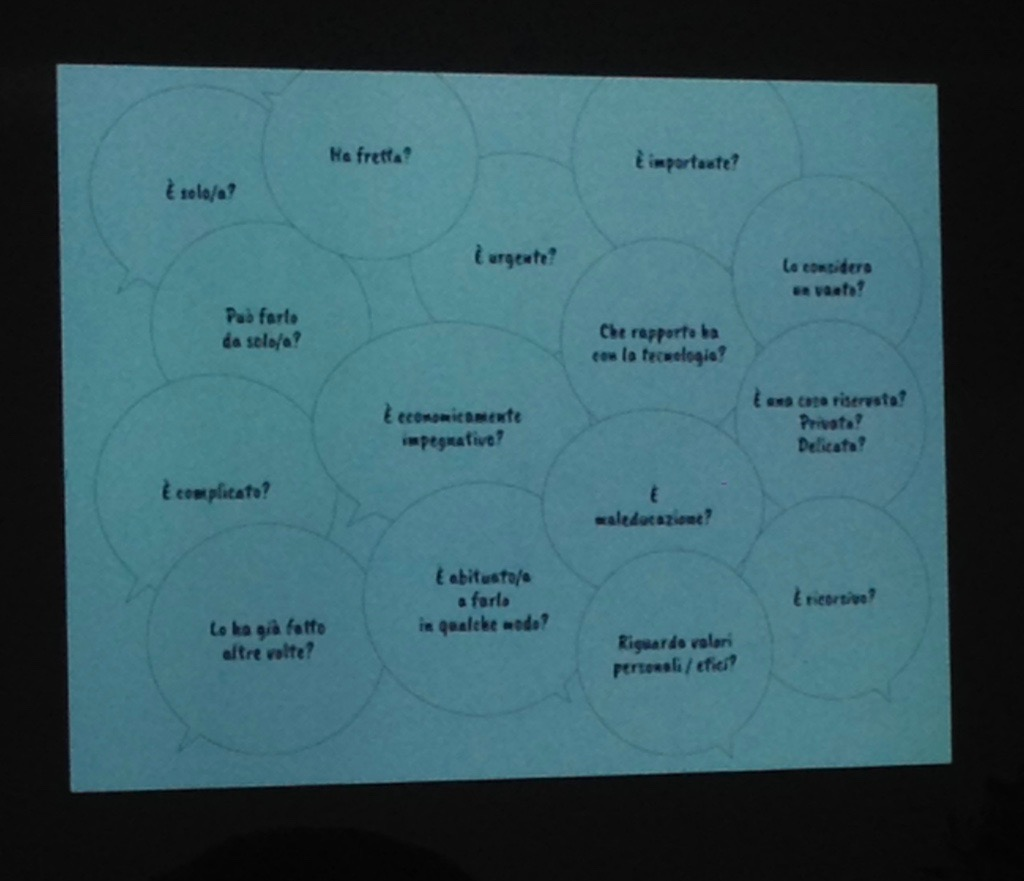 Ha fretta?
È importante?
È solo/a?
È urgente?
Lo considera
un vanto?
Può farlo
da solo/a?
Che rapporto ha
con la tecnologia?
È economicamente
impegnativo?
È una cosa riservata?
Privata?
Delicata?
È complicato?
È
maleducazione?
È abituato/a
a farlo
in qualche modo?
È ricorsivo?
Lo ha già fatto
altre volte?
Riguarda valori
personali / etici?